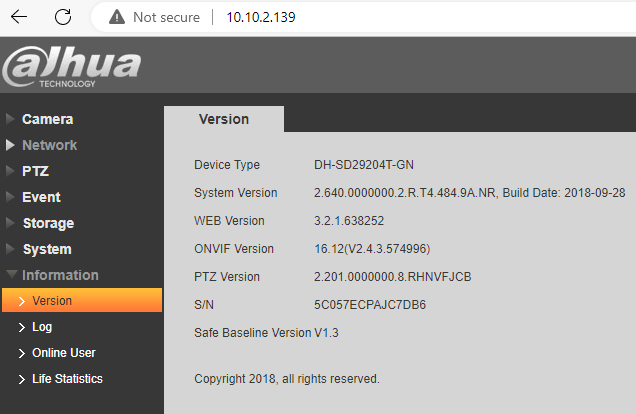 Not secure 10.10.2.139
alhua
TECHNOLOGY
Camera
Network
PTZ
Event
Storage
System
Information
Version
Log
Online User
Life Statistics
Version
Device Type DH-SD29204T-GN
System Version 2.640.0000000.2.R.T4.484.9A.NR, Build Date: 2018-09-28
WEB Version 3.2.1.638252
ONVIF Version 16.12(V2.4.3.574996)
PTZ Version 2.201.0000000.8.RHNVFJCB
S/N 5C057ECPAJC7DB6
Safe Baseline Version V1.3
Copyright 2018, all rights reserved.